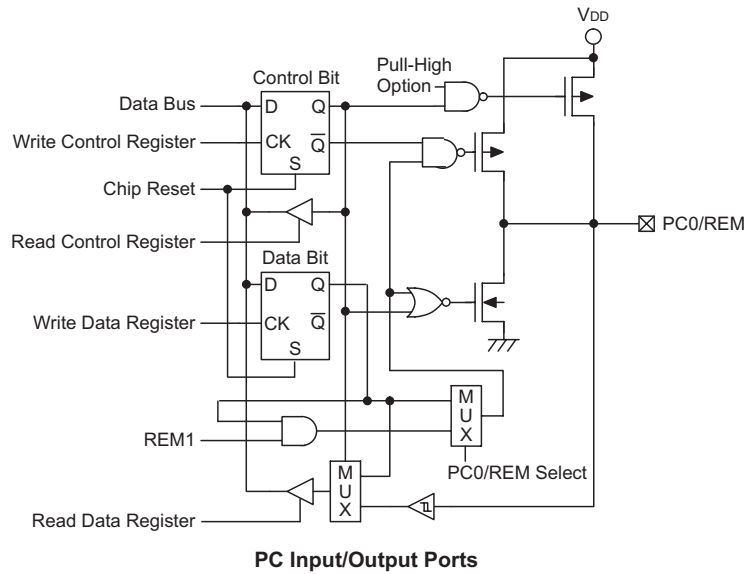 VDD
Control Bit
Pull-High
Option
Data Bus
D
Q
Write Control Register
CK
Q
S
Chip Reset
Read Control Register
PC0/REM
Data Bit
D
Q
Write Data Register
CK
Q
S
M
U
X
REM1
PC0/REM Select
M
U
X
Read Data Register
PC Input/Output Ports